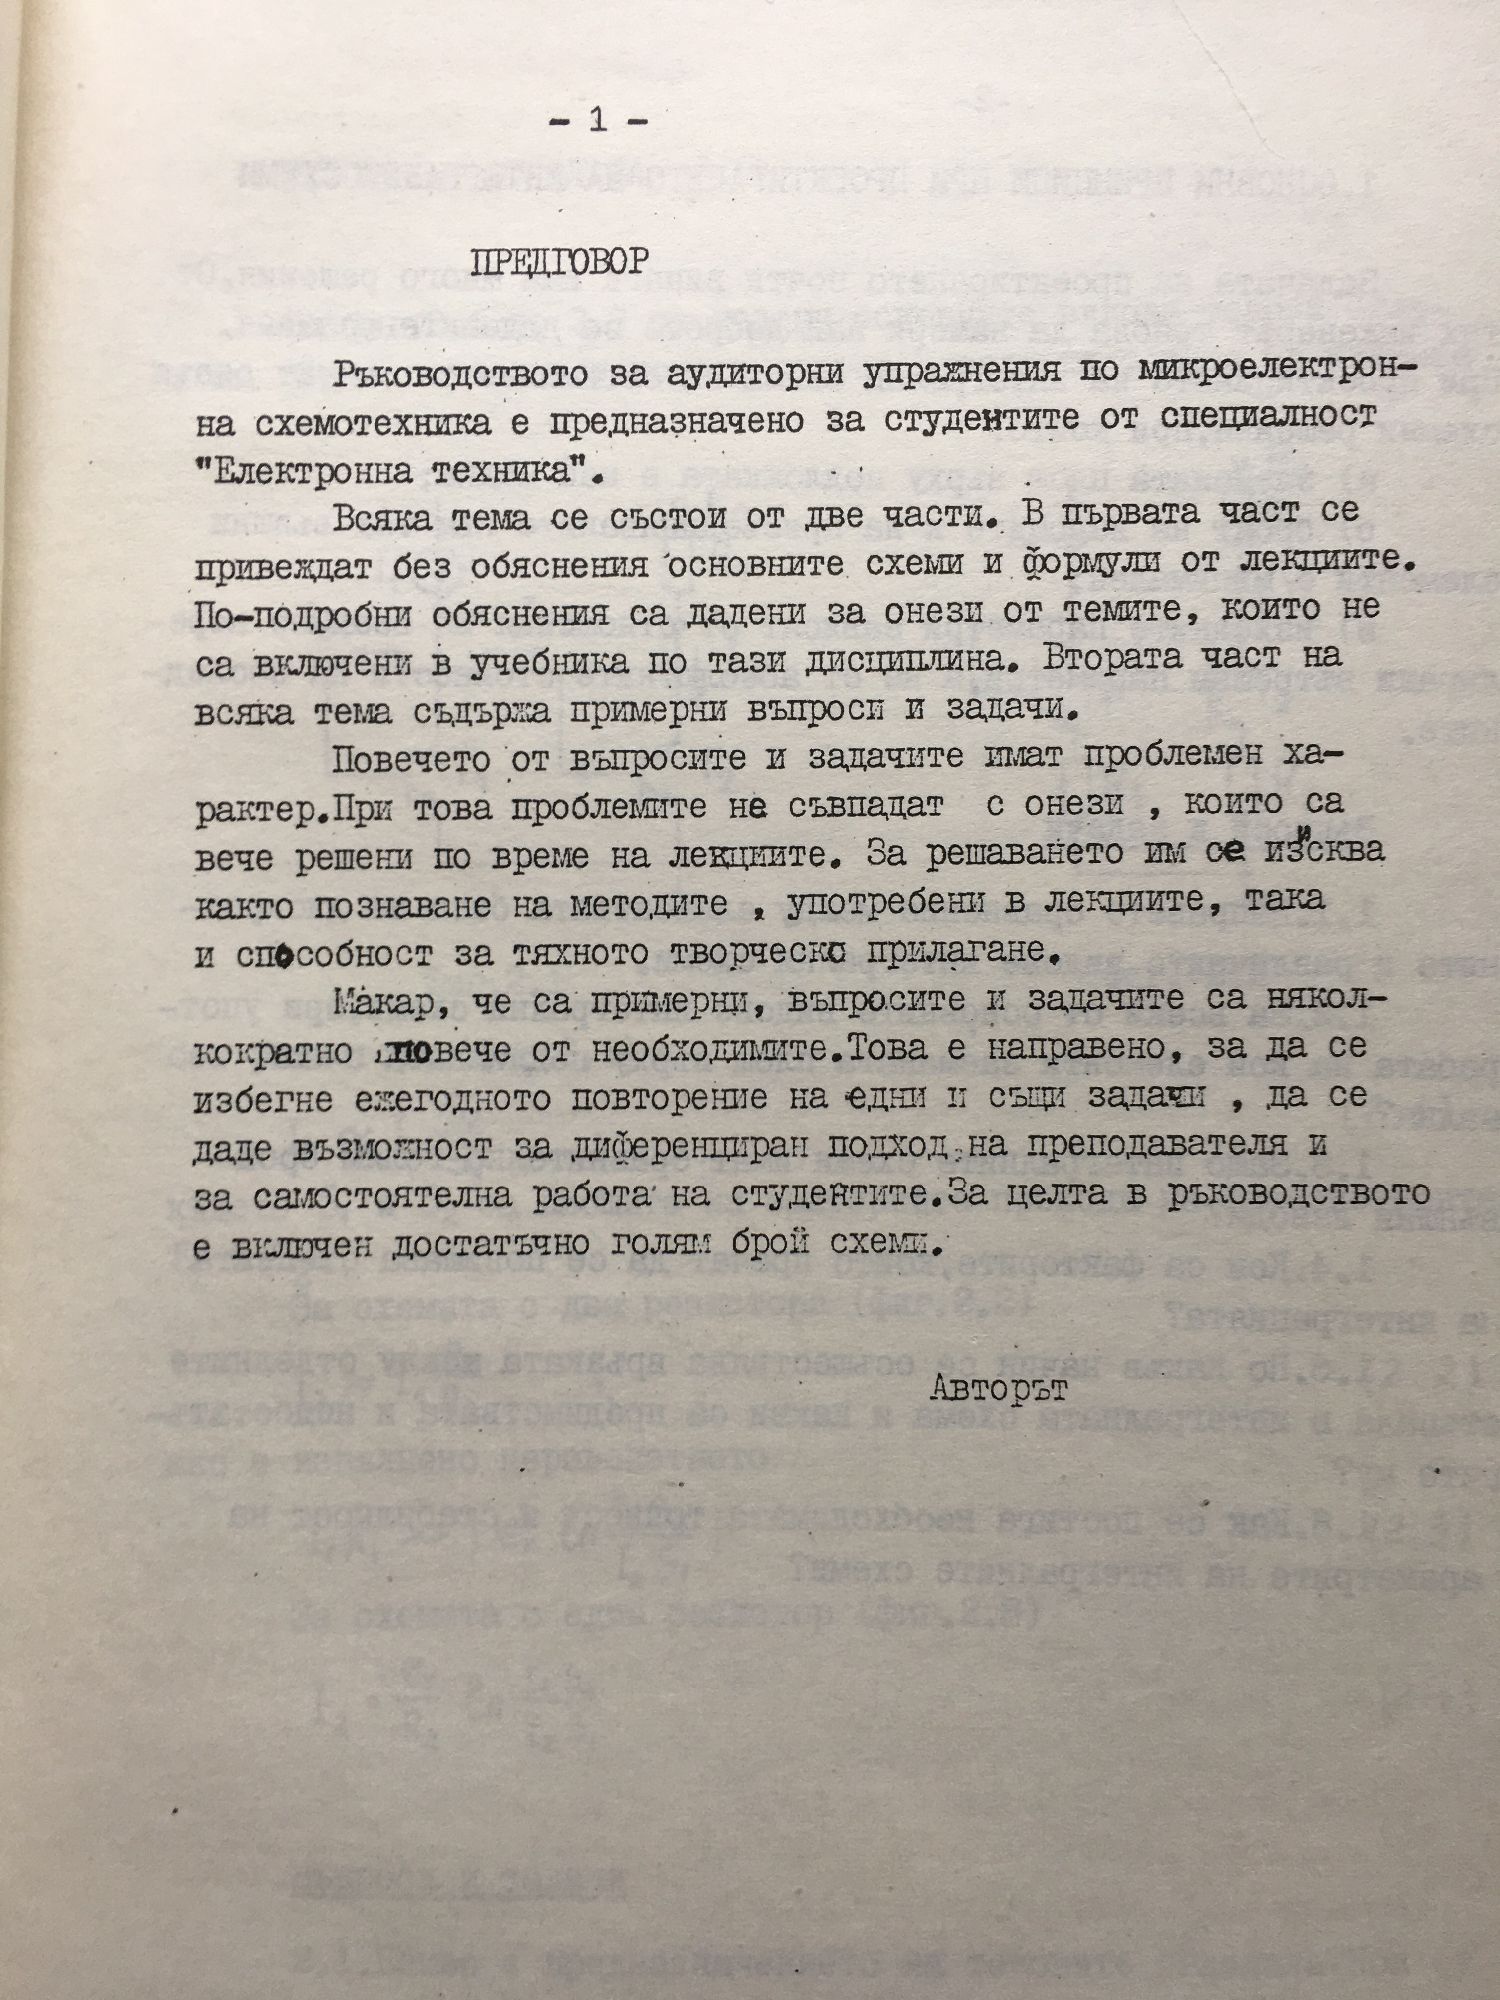 - 1 -
ПРЕДГОВОР
Ръководството за аудиторни упражнения по микроелектрон-
на схемотехника е предназначено за студентите от специалност
"Електронна техника".
Всяка тема се състои от две части. В първата част се
привеждат без обяснения основните схеми и формули от лекциите.
По-подробни обяснения са дадени за онези от темите, които не
са включени в учебника по тази дисциплина. Втората част на
всяка тема съдържа примерни въпроси и задачи.
Повечето от въпросите и задачите имат проблемен ха-
рактер.При това проблемите не съвпадат с онези , които са
вече решени по време на лекциите. За решаването им се изисква
както познаване на методите , употребени в лекциите, така
и способност за тяхното творческо прилагане.
Макар, че са примерни, въпросите и задачите са някол-
кократно повече от необходимите.Това е направено, за да се
избегне ежегодното повторение на едни и същи задачи , да се
даде възможност за диференциран подход на преподавателя и
за самостоятелна работа на студентите.За целта в ръководството
е включен достатъчно голям брой схеми.
Авторът